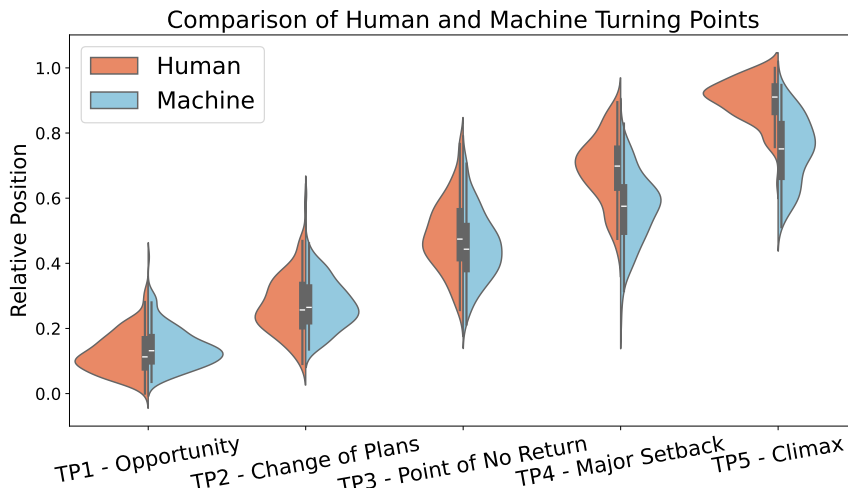 Comparison of Human and Machine Turning Points
Human
Machine
Relative Position
1.0
0.8
0.6
0.4
0.2
0.0
TP1 - Opportunity
TP2 - Change of Plans
TP3 - Point of No Return
TP4 - Major Setback
TP5 - Climax